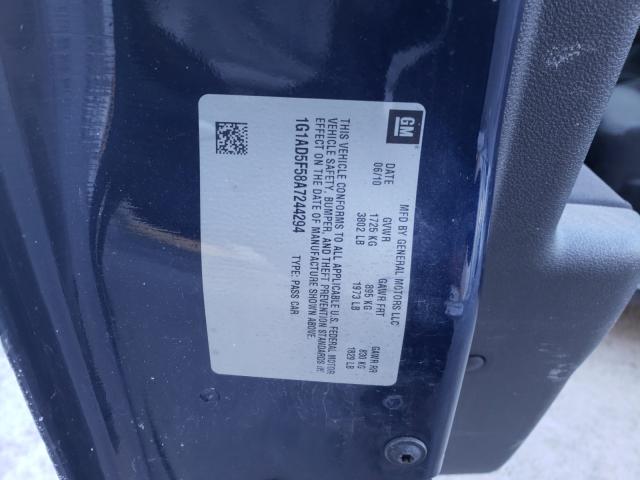 GM
MFD BY GENERAL MOTORS LLC
DATE GVWR GAWR FRT GAWR RR
06/10 1725 KG 895 KG 830 KG
3802 LB 1973 LB 1829 LB
THIS VEHICLE CONFORMS TO ALL APPLICABLE U.S. FEDERAL MOTOR
VEHICLE SAFETY, BUMPER, AND THEFT PREVENTION STANDARDS IN
EFFECT ON THE DATE OF MANUFACTURE SHOWN ABOVE.
1G1AD5F58A7244294 TYPE: PASS CAR